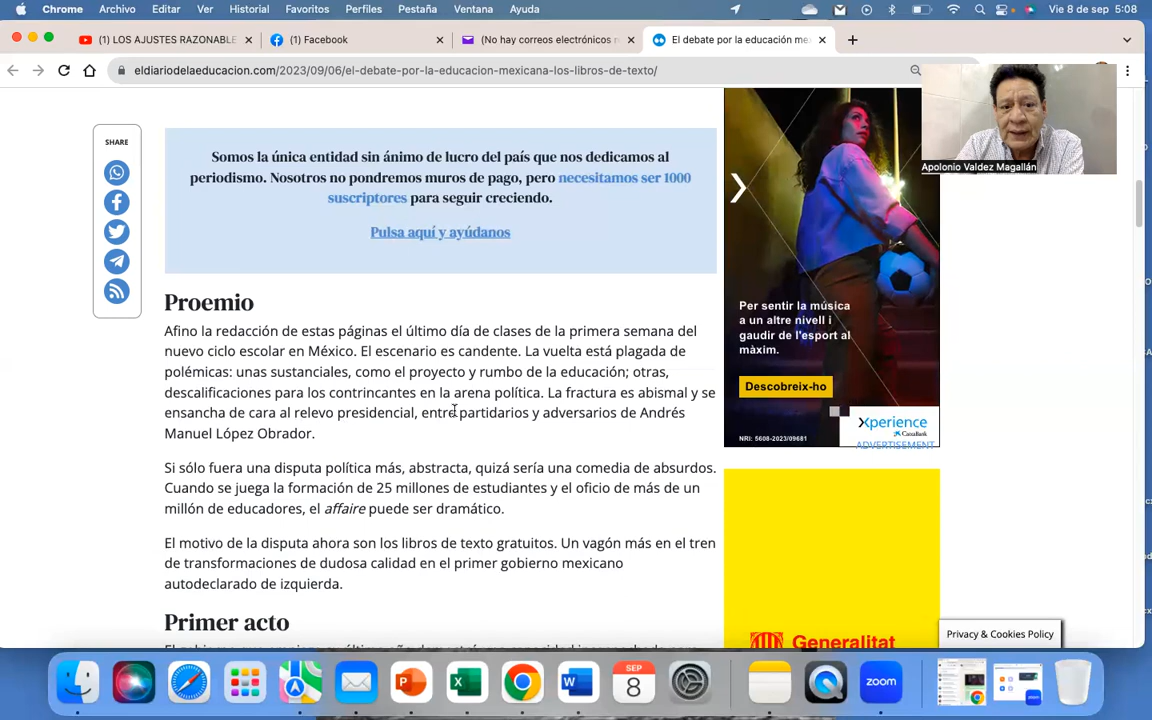 Chrome Archivo Editar Ver Historial Favoritos Perfiles Pestaña Ventana Ayuda Vie 8 de sep 5:08
(1) LOS AJUSTES RAZONABLE
(1) Facebook
(No hay correos electrónicos
El debate por la educación me
eldiariodelaeducacion.com/2023/09/06/el-debate-por-la-educacion-mexicana-los-libros-de-texto/
Apolonio Valdez Magallán
SHARE
Somos la única entidad sin ánimo de lucro del país que nos dedicamos al
periodismo. Nosotros no pondremos muros de pago, pero necesitamos ser 1000
suscriptores para seguir creciendo.
Pulsa aquí y ayúdanos
Proemio
Afino la redacción de estas páginas el último día de clases de la primera semana del
nuevo ciclo escolar en México. El escenario es candente. La vuelta está plagada de
polémicas: unas sustanciales, como el proyecto y rumbo de la educación; otras,
descalificaciones para los contrincantes en la arena política. La fractura es abismal y se
ensancha de cara al relevo presidencial, entre partidarios y adversarios de Andrés
Manuel López Obrador.
Si sólo fuera una disputa política más, abstracta, quizá sería una comedia de absurdos.
Cuando se juega la formación de 25 millones de estudiantes y el oficio de más de un
millón de educadores, el affaire puede ser dramático.
El motivo de la disputa ahora son los libros de texto gratuitos. Un vagón más en el tren
de transformaciones de dudosa calidad en el primer gobierno mexicano
autodeclarado de izquierda.
Primer acto
Per sentir la música
a un altre nivell i
gaudir de l'esport al
màxim.
Descobreix-ho
Xperience
CaixaBank
NRI: 5608-2023/09681
ADVERTISEMENT
Generalitat
Privacy & Cookies Policy
SEP
8
zoom